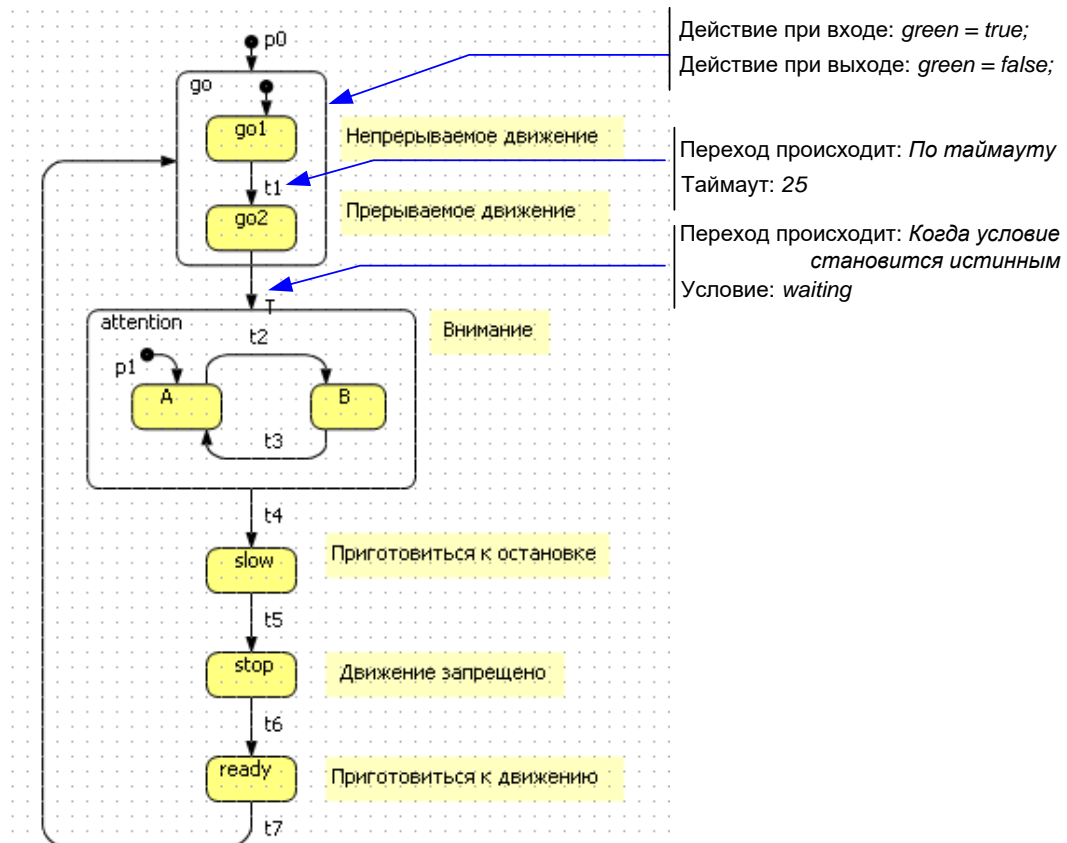 p0
go
go1
t1
go2
Непрерываемое движение
Прерываемое движение
Действие при входе: green = true;
Действие при выходе: green = false;
Переход происходит: По таймауту
Таймаут: 25
Переход происходит: Когда условие
становится истинным
Условие: waiting
T
attention
Внимание
t2
p1
A
B
t3
t4
slow
Приготовиться к остановке
t5
stop
Движение запрещено
t6
ready
Приготовиться к движению
t7